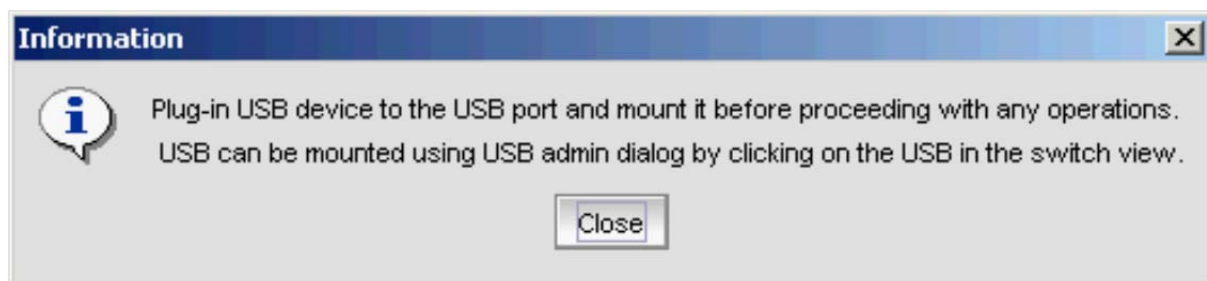 Information
Plug-in USB device to the USB port and mount it before proceeding with any operations.
USB can be mounted using USB admin dialog by clicking on the USB in the switch view.
Close